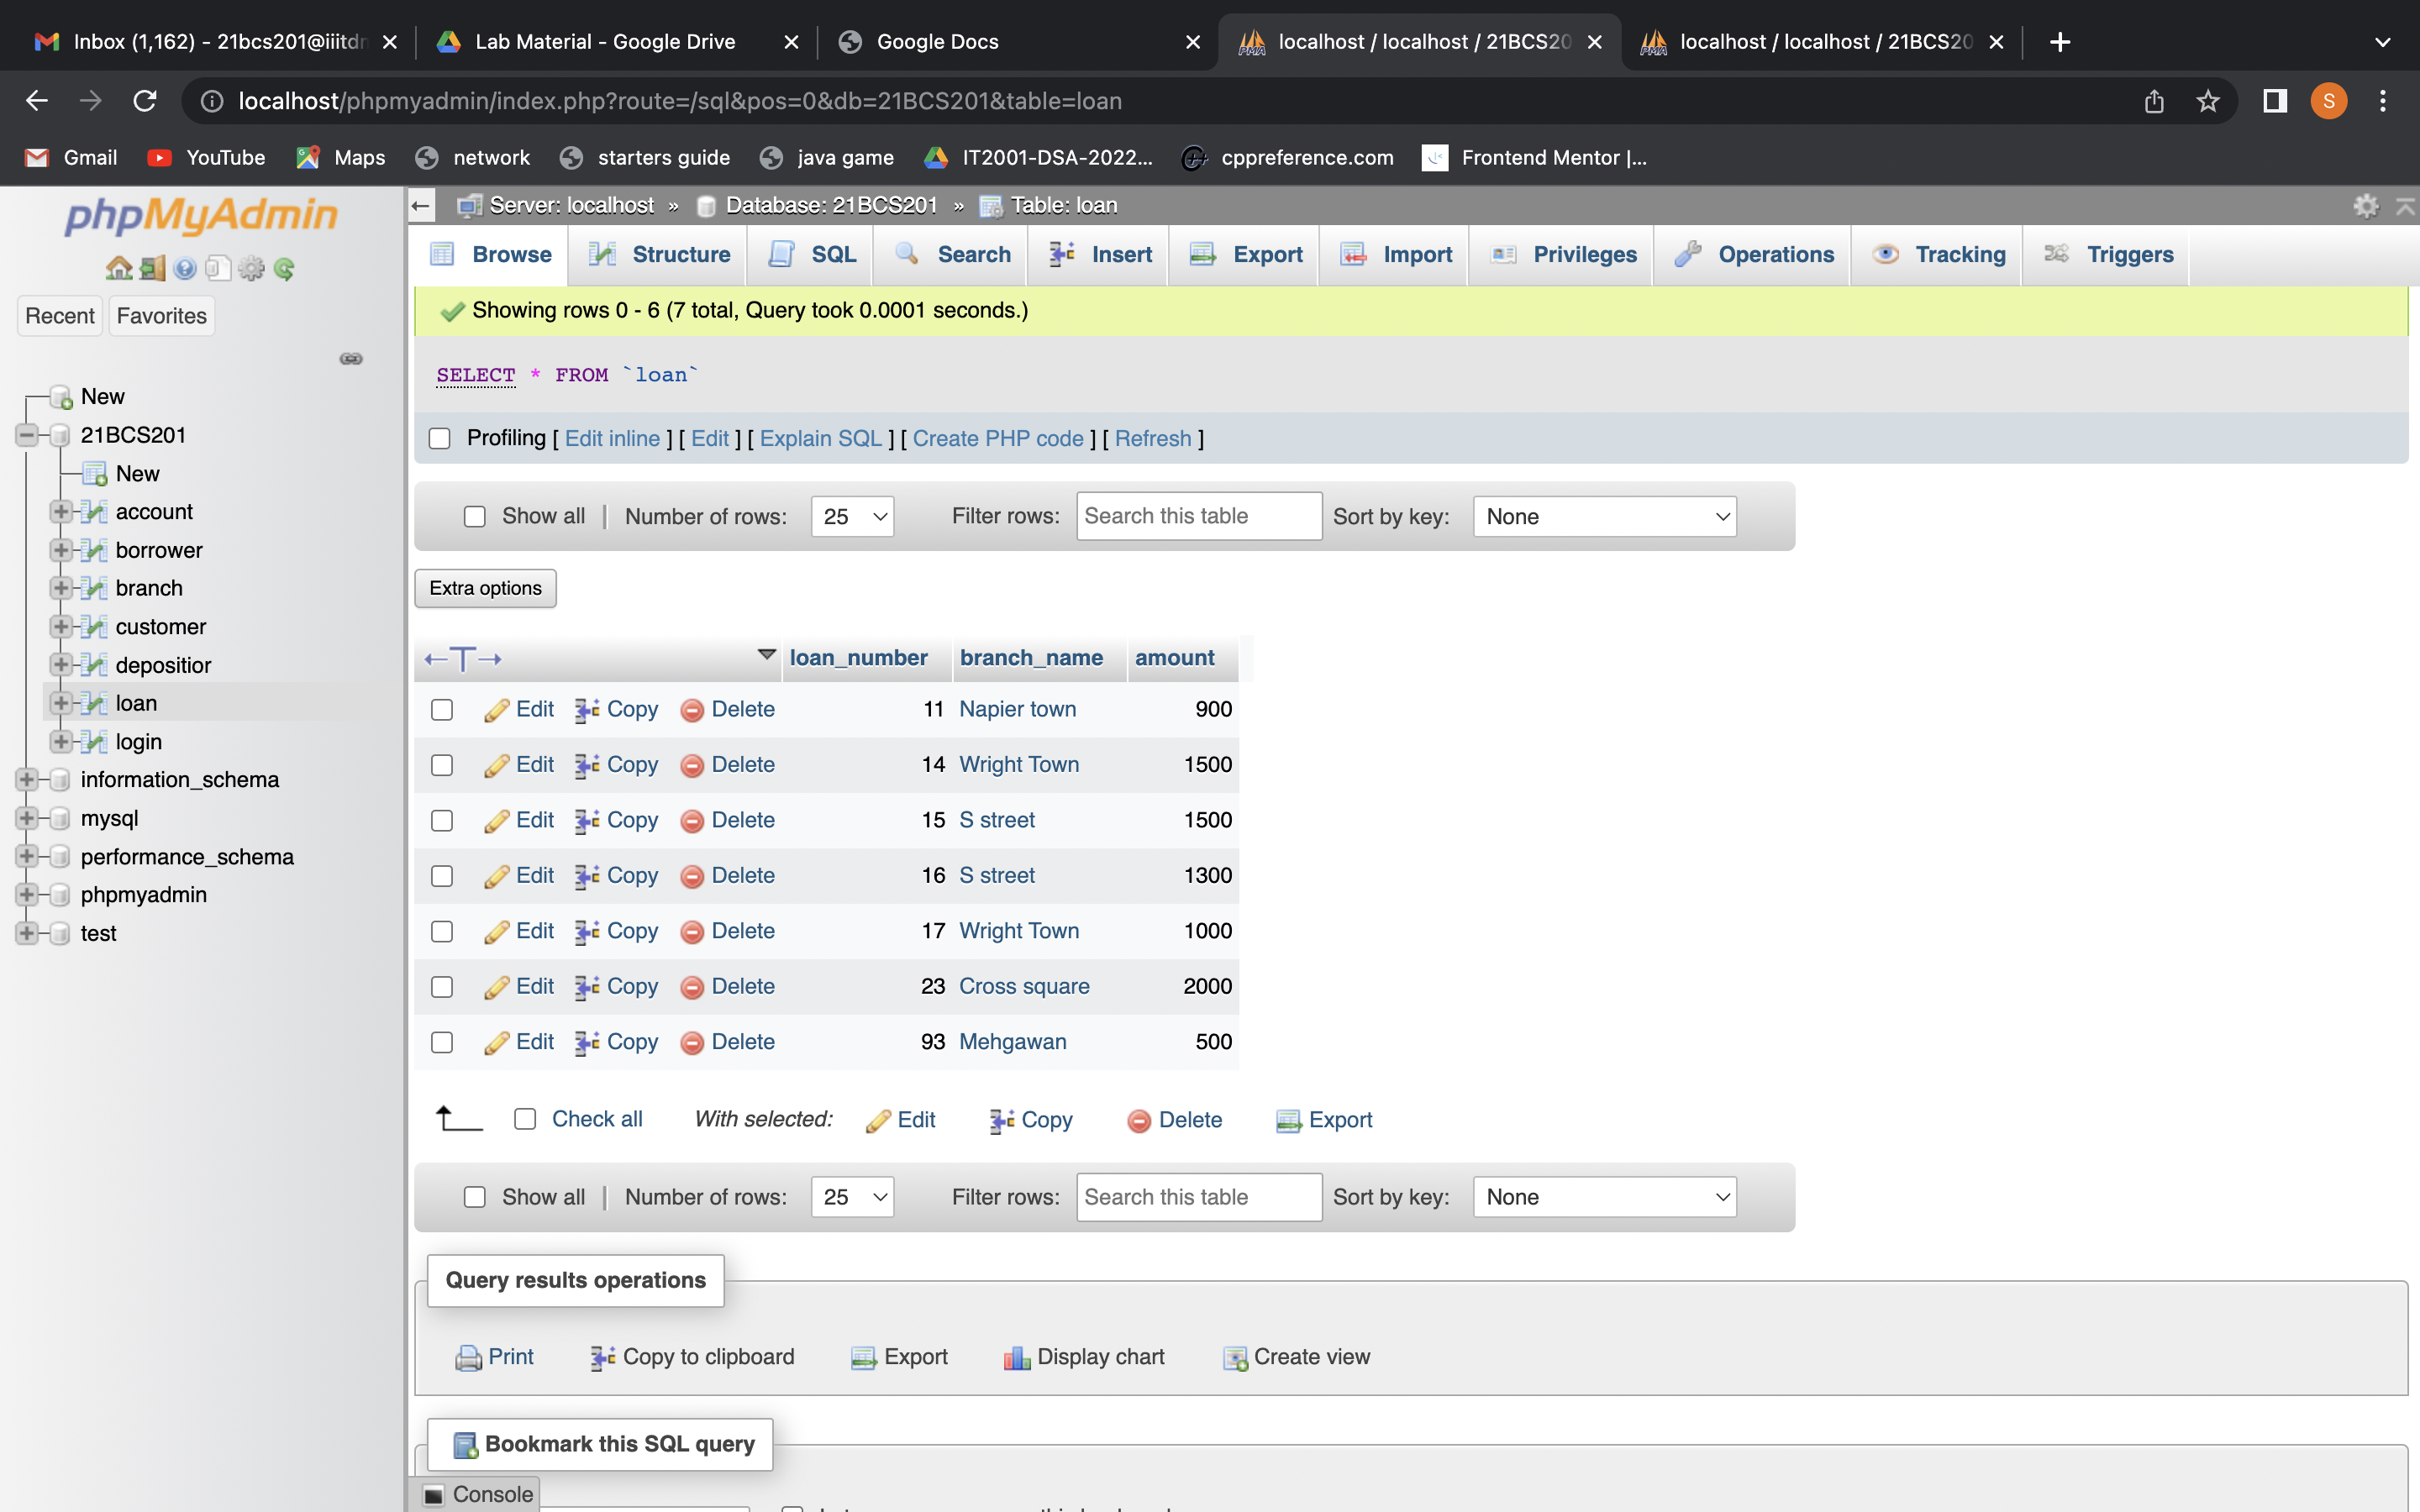 Inbox (1,162) - 21bcs201@iiitdm
Lab Material - Google Drive
Google Docs
localhost / localhost / 21BCS20
localhost / localhost / 21BCS20
localhost/phpmyadmin/index.php?route=/sql&pos=0&db=21BCS201&table=loan
S
Gmail YouTube Maps network starters guide java game IT2001-DSA-2022... cppreference.com Frontend Mentor |...
phpMyAdmin
Recent Favorites
New
21BCS201
New
account
borrower
branch
customer
depositior
loan
login
information_schema
mysql
performance_schema
phpmyadmin
test
Server: localhost » Database: 21BCS201 » Table: loan
Browse Structure SQL Search Insert Export Import Privileges Operations Tracking Triggers
Showing rows 0 - 6 (7 total, Query took 0.0001 seconds.)
SELECT * FROM `loan`
Profiling [ Edit inline ] [ Edit ] [ Explain SQL ] [ Create PHP code ] [ Refresh ]
Show all | Number of rows: 25 Filter rows: Search this table Sort by key: None
Extra options
loan_number branch_name amount
Edit Copy Delete 11 Napier town 900
Edit Copy Delete 14 Wright Town 1500
Edit Copy Delete 15 S street 1500
Edit Copy Delete 16 S street 1300
Edit Copy Delete 17 Wright Town 1000
Edit Copy Delete 23 Cross square 2000
Edit Copy Delete 93 Mehgawan 500
Check all With selected: Edit Copy Delete Export
Show all | Number of rows: 25 Filter rows: Search this table Sort by key: None
Query results operations
Print Copy to clipboard Export Display chart Create view
Bookmark this SQL query
Console